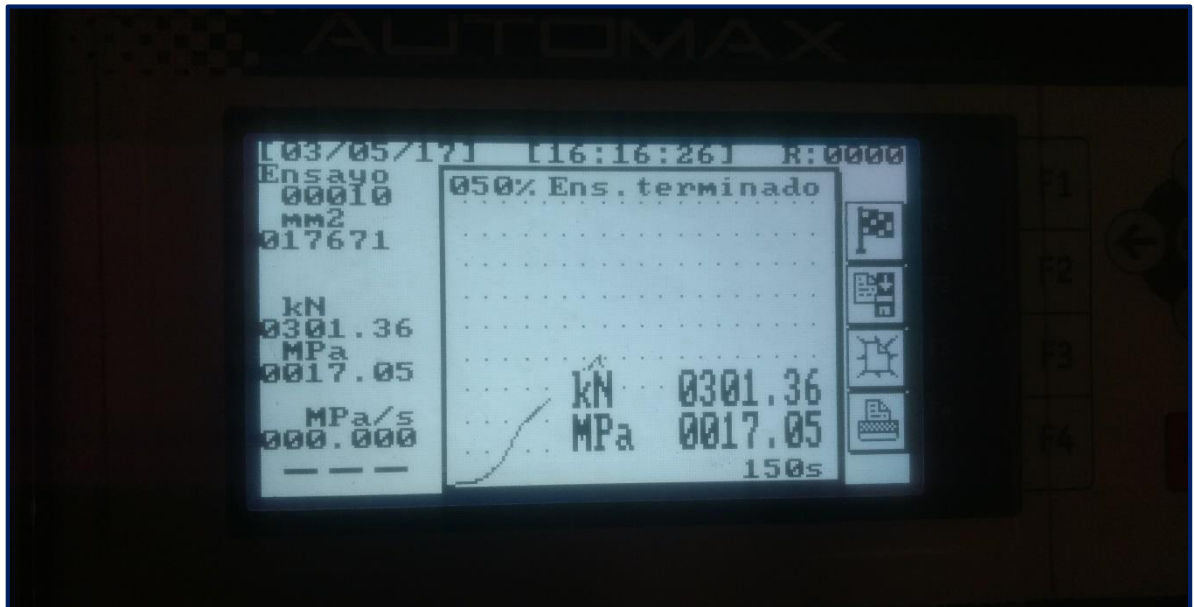 AUTOMAX
[03/05/17] [16:16:26] R:0000
Ensayo
00010
mm2
017671
kN
0301.36
MPa
0017.05
MPa/s
000.000
---
050% Ens.terminado
kN 0301.36
MPa 0017.05
150s
F1
F2
F3
F4